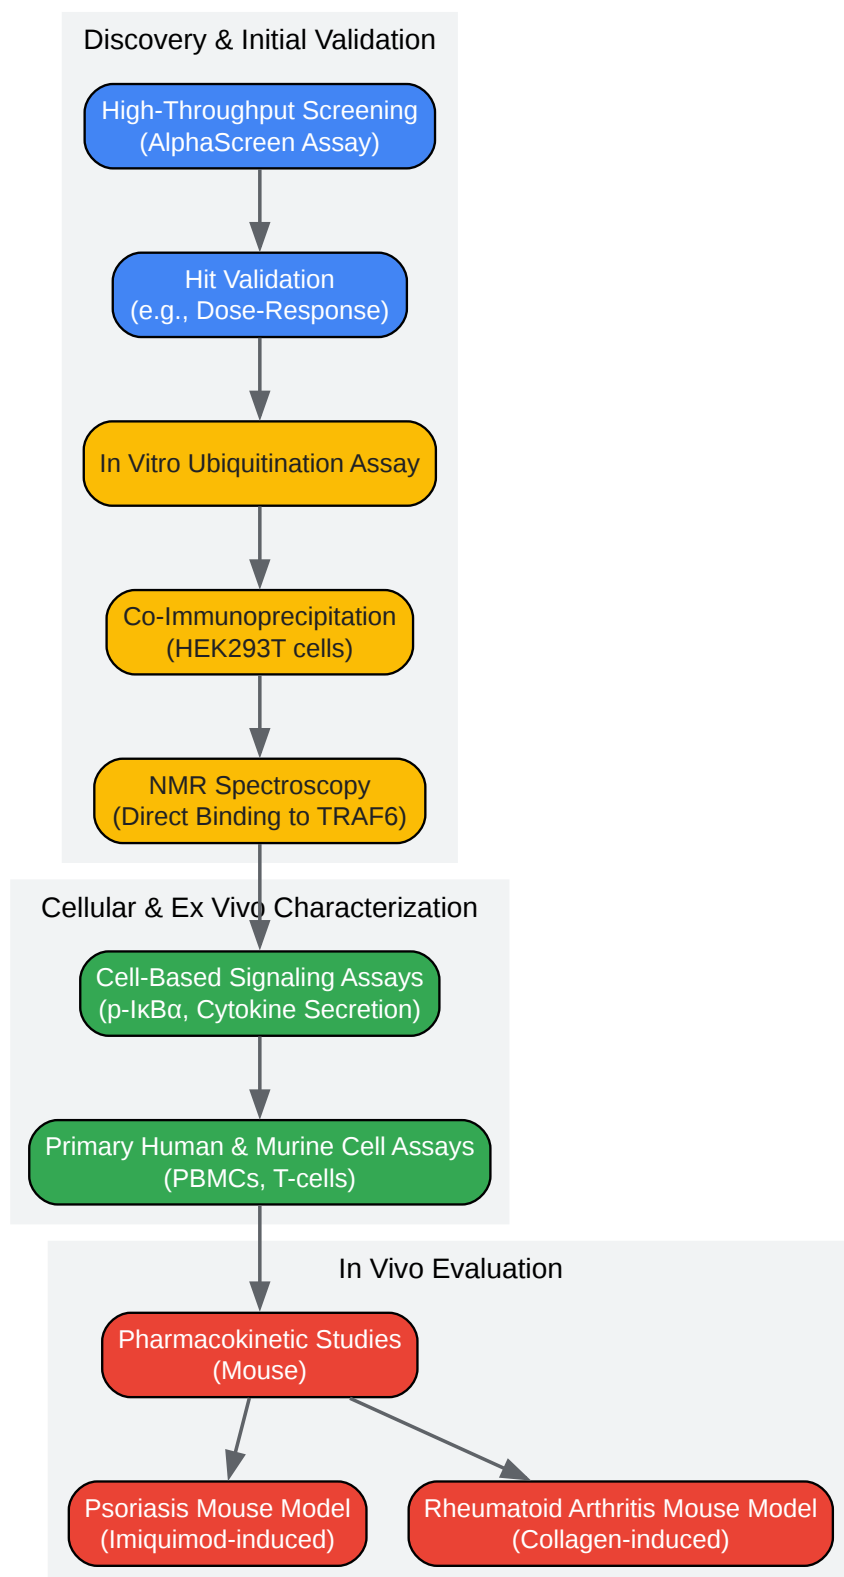 Discovery & Initial Validation
High-Throughput Screening
(AlphaScreen Assay)
Hit Validation
(e.g., Dose-Response)
In Vitro Ubiquitination Assay
Co-Immunoprecipitation
(HEK293T cells)
NMR Spectroscopy
(Direct Binding to TRAF6)
Cellular & Ex Vivo Characterization
Cell-Based Signaling Assays
(p-IκBα, Cytokine Secretion)
Primary Human & Murine Cell Assays
(PBMCs, T-cells)
In Vivo Evaluation
Pharmacokinetic Studies
(Mouse)
Psoriasis Mouse Model
(Imiquimod-induced)
Rheumatoid Arthritis Mouse Model
(Collagen-induced)